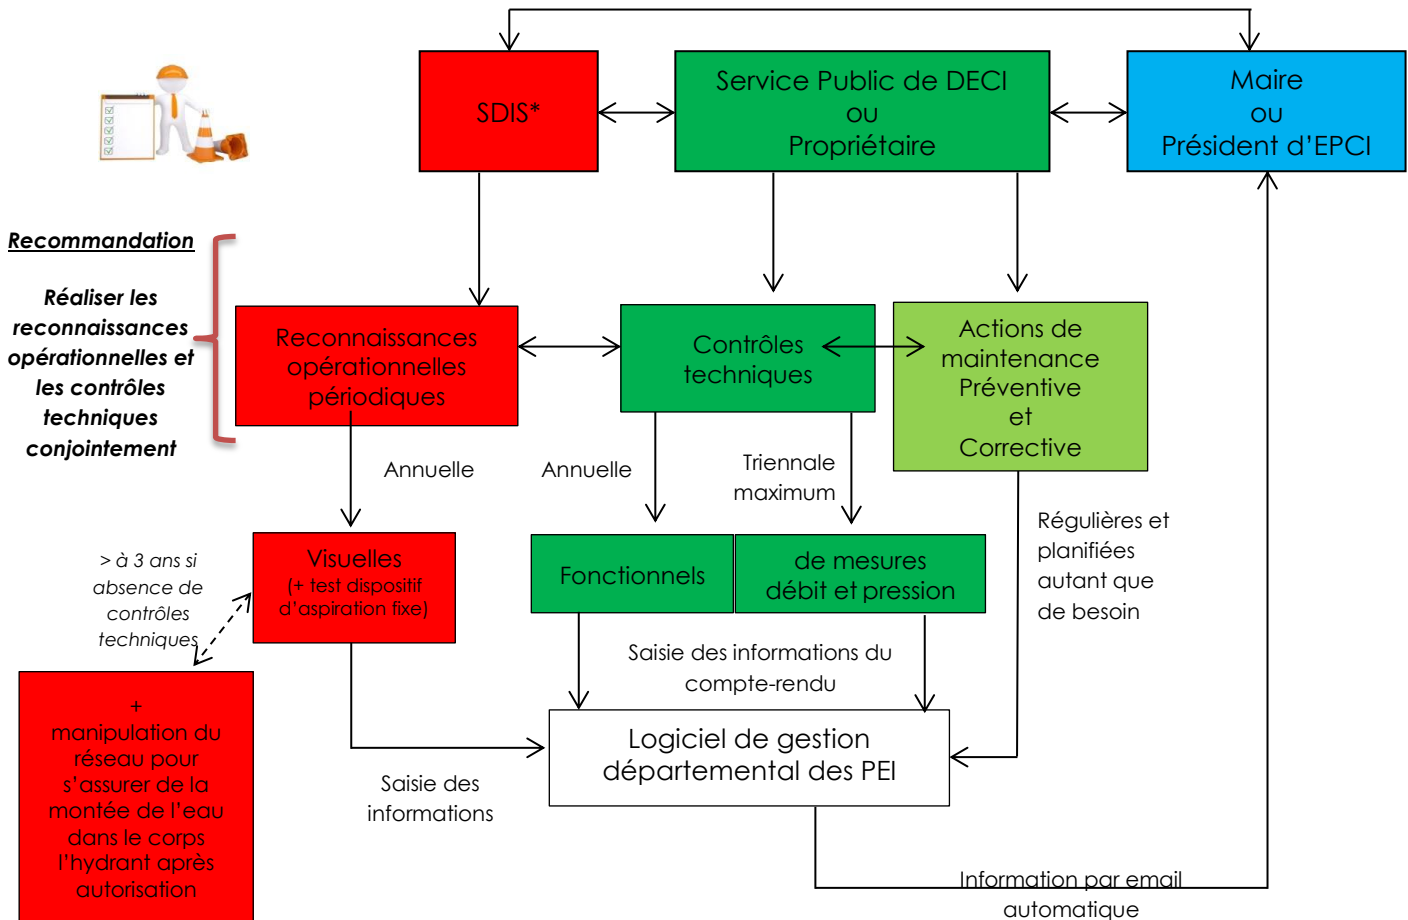 SDIS*
Service Public de DECI
ou
Propriétaire
Maire
ou
Président d’EPCI
Recommandation
Réaliser les
reconnaissances
opérationnelles et
les contrôles
techniques
conjointement
Reconnaissances
opérationnelles
périodiques
Contrôles
techniques
Actions de
maintenance
Préventive
et
Corrective
Annuelle
Annuelle
Triennale
maximum
Régulières et
planifiées
autant que
de besoin
> à 3 ans si
absence de
contrôles
techniques
Visuelles
(+ test dispositif
d’aspiration fixe)
Fonctionnels
de mesures
débit et pression
Saisie des informations du
compte-rendu
+
manipulation du
réseau pour
s’assurer de la
montée de l’eau
dans le corps
l’hydrant après
autorisation
Saisie des
informations
Logiciel de gestion
départemental des PEI
Information par email
automatique